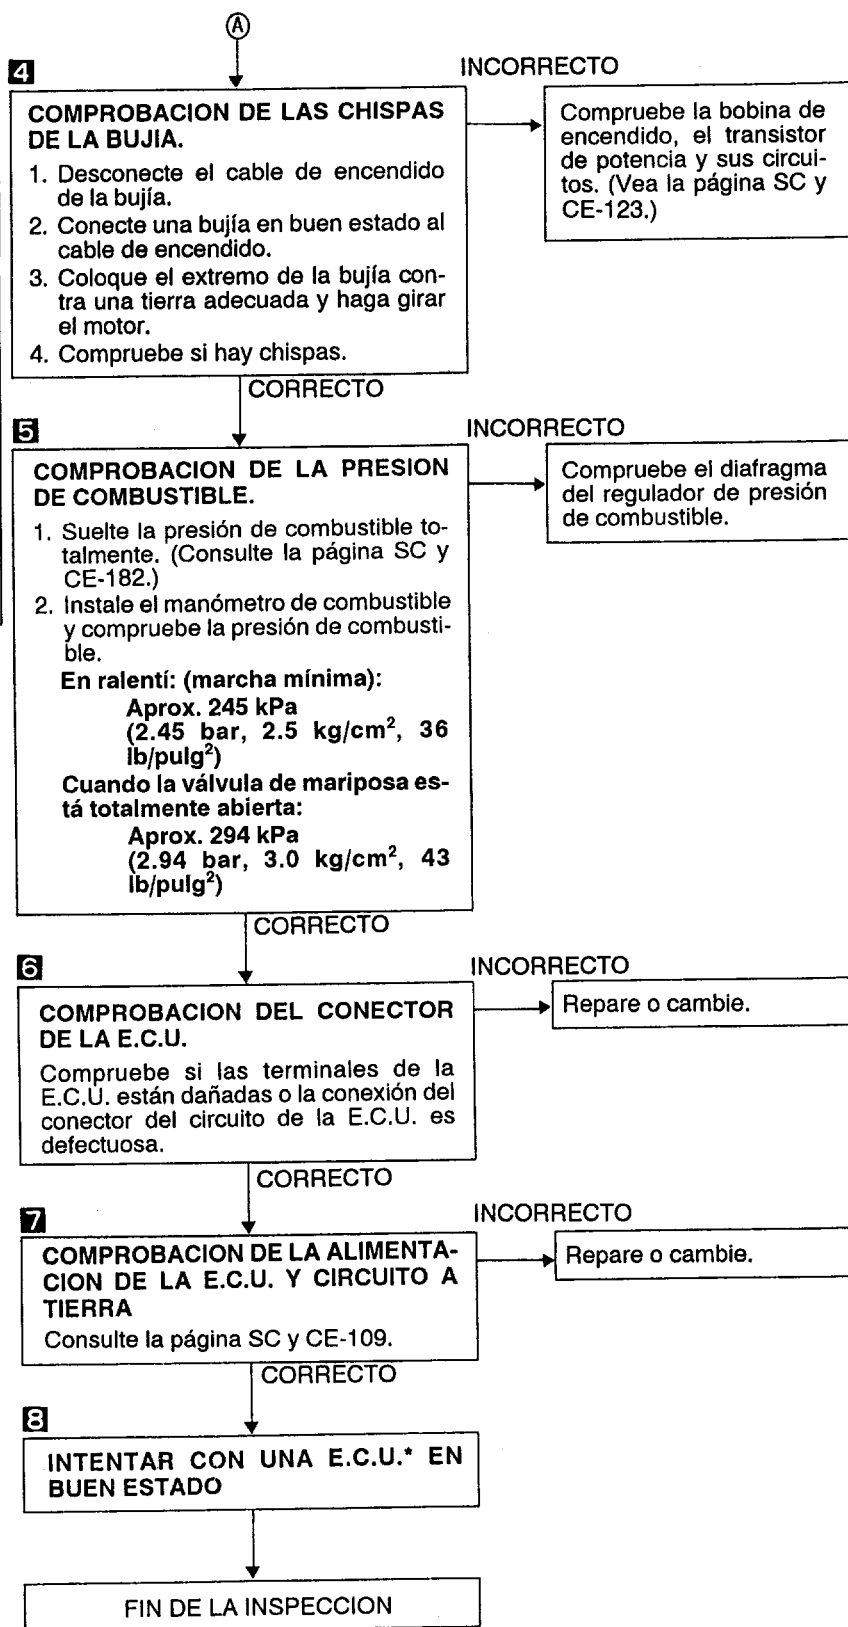 A
4
INCORRECTO
COMPROBACION DE LAS CHISPAS
DE LA BUJIA.
1. Desconecte el cable de encendido
de la bujía.
2. Conecte una bujía en buen estado al
cable de encendido.
3. Coloque el extremo de la bujía con-
tra una tierra adecuada y haga girar
el motor.
4. Compruebe si hay chispas.
Compruebe la bobina de
encendido, el transistor
de potencia y sus circui-
tos. (Vea la página SC y
CE-123.)
CORRECTO
5
INCORRECTO
COMPROBACION DE LA PRESION
DE COMBUSTIBLE.
1. Suelte la presión de combustible to-
talmente. (Consulte la página SC y
CE-182.)
2. Instale el manómetro de combustible
y compruebe la presión de combusti-
ble.
En ralentí: (marcha mínima):
Aprox. 245 kPa
(2.45 bar, 2.5 kg/cm², 36
lb/pulg²)
Cuando la válvula de mariposa es-
tá totalmente abierta:
Aprox. 294 kPa
(2.94 bar, 3.0 kg/cm², 43
lb/pulg²)
Compruebe el diafragma
del regulador de presión
de combustible.
CORRECTO
6
INCORRECTO
COMPROBACION DEL CONECTOR
DE LA E.C.U.
Compruebe si las terminales de la
E.C.U. están dañadas o la conexión del
conector del circuito de la E.C.U. es
defectuosa.
Repare o cambie.
CORRECTO
7
INCORRECTO
COMPROBACION DE LA ALIMENTA-
CION DE LA E.C.U. Y CIRCUITO A
TIERRA
Consulte la página SC y CE-109.
Repare o cambie.
CORRECTO
8
INTENTAR CON UNA E.C.U.* EN
BUEN ESTADO
FIN DE LA INSPECCION